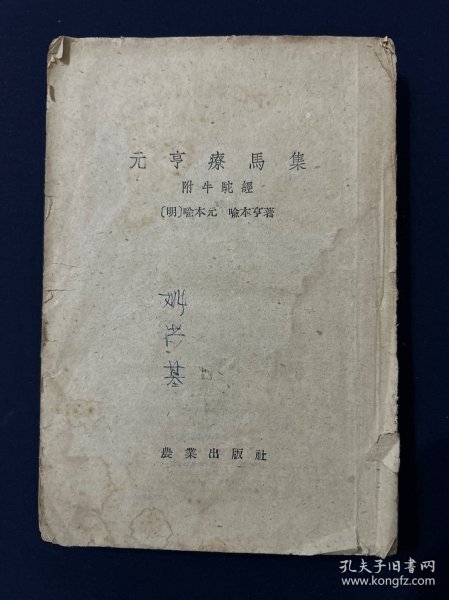 元亨療馬集
附牛駝經
〔明〕喻本元 喻本亨著
農業出版社
孔夫子旧书网
www.kongfz.com